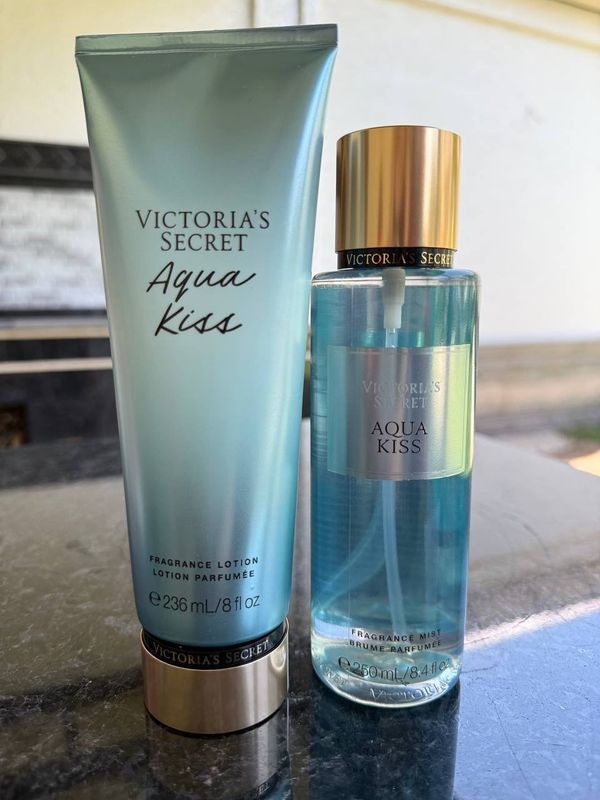 VICTORIA'S
SECRET
Aqua
Kiss
FRAGRANCE LOTION
LOTION PARFUMÉE
℮ 236 mL/8 fl oz
VICTORIA'S SECRET
VICTORIA'S SECRET
VICTORIA'S
SECRET
AQUA
KISS
FRAGRANCE MIST
BRUME PARFUMÉE
℮ 250 mL/8.4 fl oz